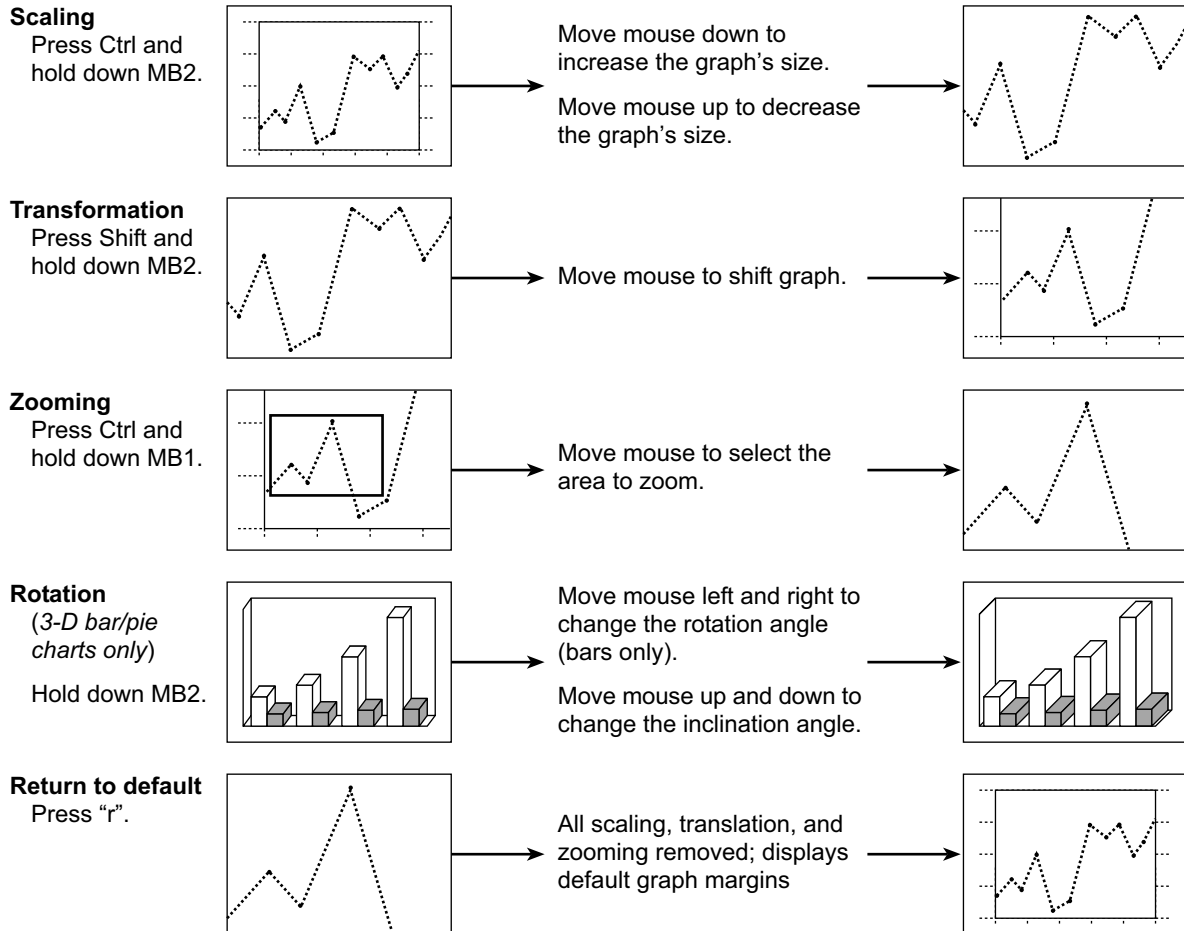 Scaling
Press Ctrl and
hold down MB2.
Move mouse down to
increase the graph’s size.
Move mouse up to decrease
the graph’s size.
Transformation
Press Shift and
hold down MB2.
Move mouse to shift graph.
Zooming
Press Ctrl and
hold down MB1.
Move mouse to select the
area to zoom.
Rotation
(3-D bar/pie
charts only)
Hold down MB2.
Move mouse left and right to
change the rotation angle
(bars only).
Move mouse up and down to
change the inclination angle.
Return to default
Press “r”.
All scaling, translation, and
zooming removed; displays
default graph margins